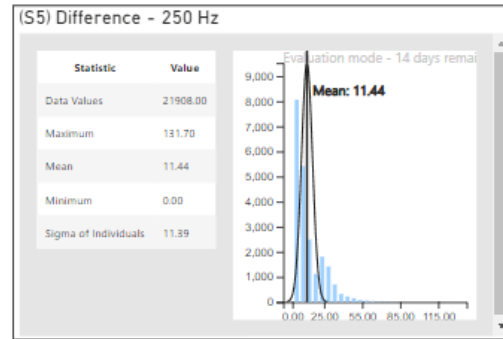 (S5) Difference - 250 Hz
Statistic Value
Data Values 21908.00
Maximum 131.70
Mean 11.44
Minimum 0.00
Sigma of Individuals 11.39
Evaluation mode - 14 days remai
Mean: 11.44
9,000
8,000
7,000
6,000
5,000
4,000
3,000
2,000
1,000
0
0.00 25.00 55.00 85.00 115.00